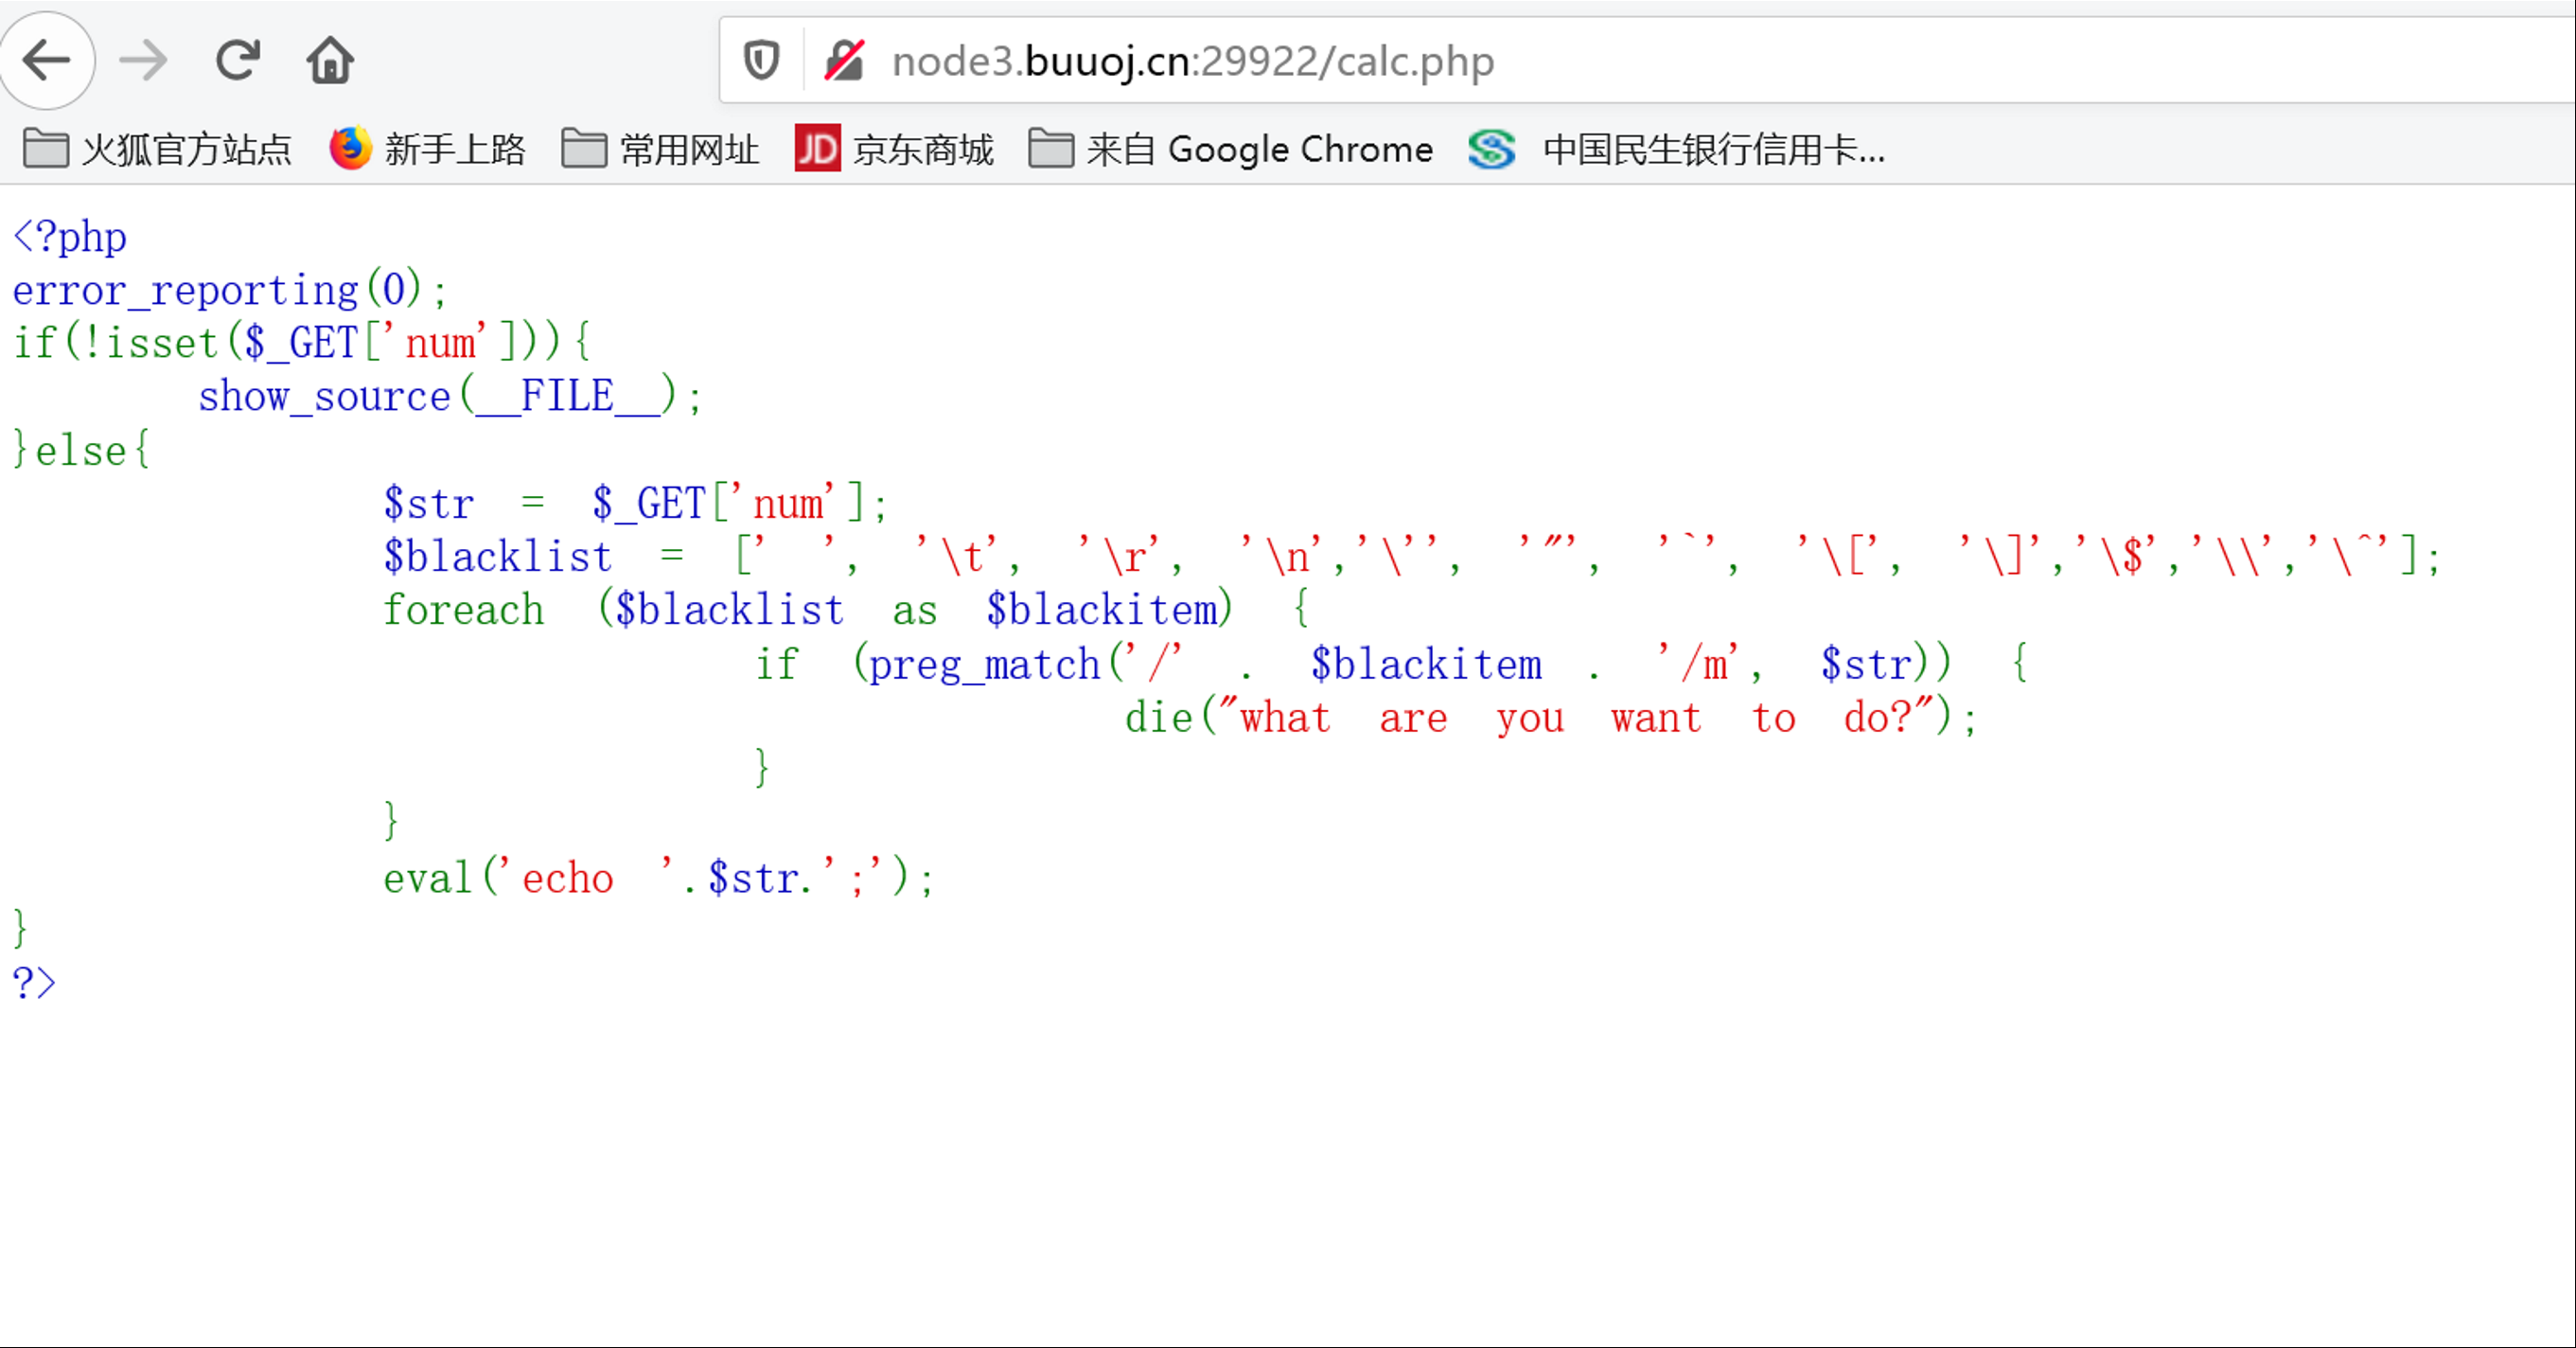 node3.buuoj.cn:29922/calc.php
火狐官方站点 新手上路 常用网址 JD 京东商城 来自 Google Chrome 中国民生银行信用卡...
<?php
error_reporting(0);
if(!isset($_GET['num'])){
show_source(__FILE__);
}else{
$str = $_GET['num'];
$blacklist = [' ', '\t', '\r', '\n','\'', '"', '`', '\[', '\]','\$','\\','\^'];
foreach ($blacklist as $blackitem) {
if (preg_match('/' . $blackitem . '/m', $str)) {
die("what are you want to do?");
}
}
eval('echo '.$str.';');
}
?>